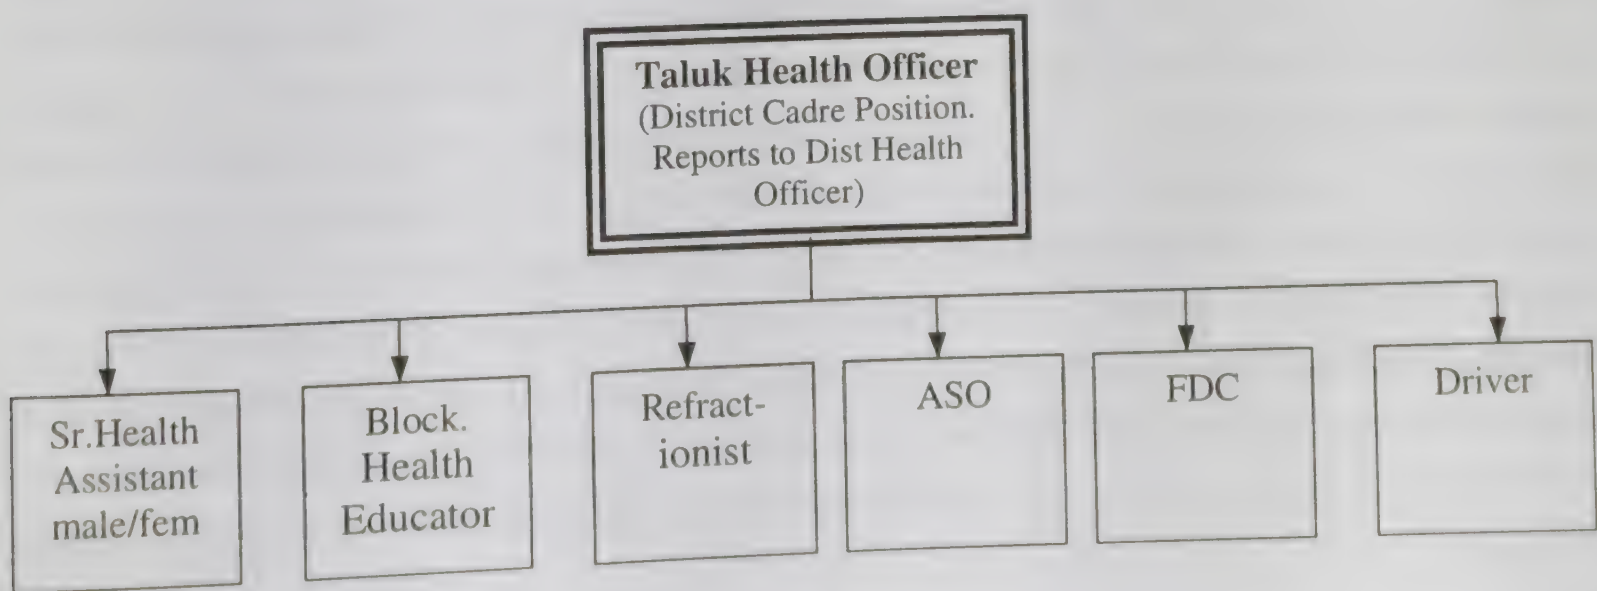 Taluk Health Officer
(District Cadre Position.
Reports to Dist Health
Officer)
Sr.Health
Assistant
male/fem
Block.
Health
Educator
Refract-
ionist
ASO
FDC
Driver